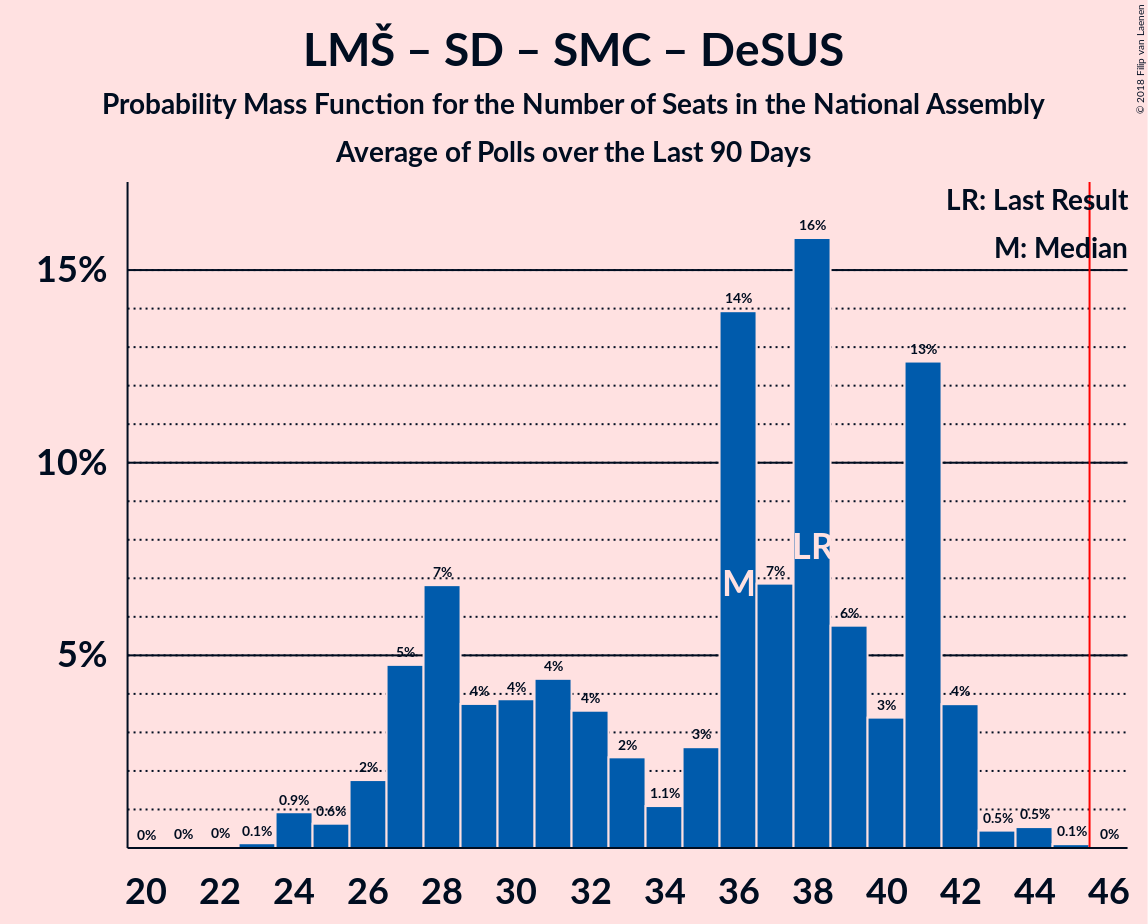 LMŠ – SD – SMC – DeSUS
Probability Mass Function for the Number of Seats in the National Assembly
Average of Polls over the Last 90 Days
© 2018 Filip van Laenen
LR: Last Result
M: Median
15%
10%
5%
0% 0% 0% 0.1% 0.9% 0.6% 2% 5% 7% 4% 4% 4% 4% 2% 1.1% 3% 14% 7% 16% 6% 3% 13% 4% 0.5% 0.5% 0.1% 0%
M LR
20 22 24 26 28 30 32 34 36 38 40 42 44 46